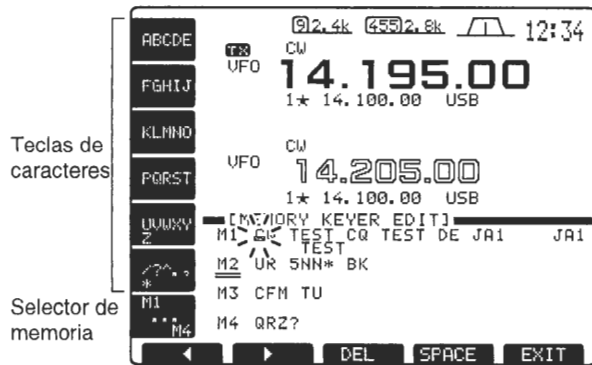 ABCDE
9 2.4k 455 2.8k 12:34
TX CW
VFO 14.195.00
FGHIJ
1★ 14.100.00 USB
KLMNO
CW
Teclas de caracteres
VFO 14.205.00
PQRST
1★ 14.100.00 USB
UVWXY Z
[MEMORY KEYER EDIT]
M1 CQ TEST CQ TEST DE JA1 JA1 TEST
M2 UR 5NN* BK
/?^., *
M3 CFM TU
Selector de memoria
M1 ... M4
M4 QRZ?
◀ ▶ DEL SPACE EXIT